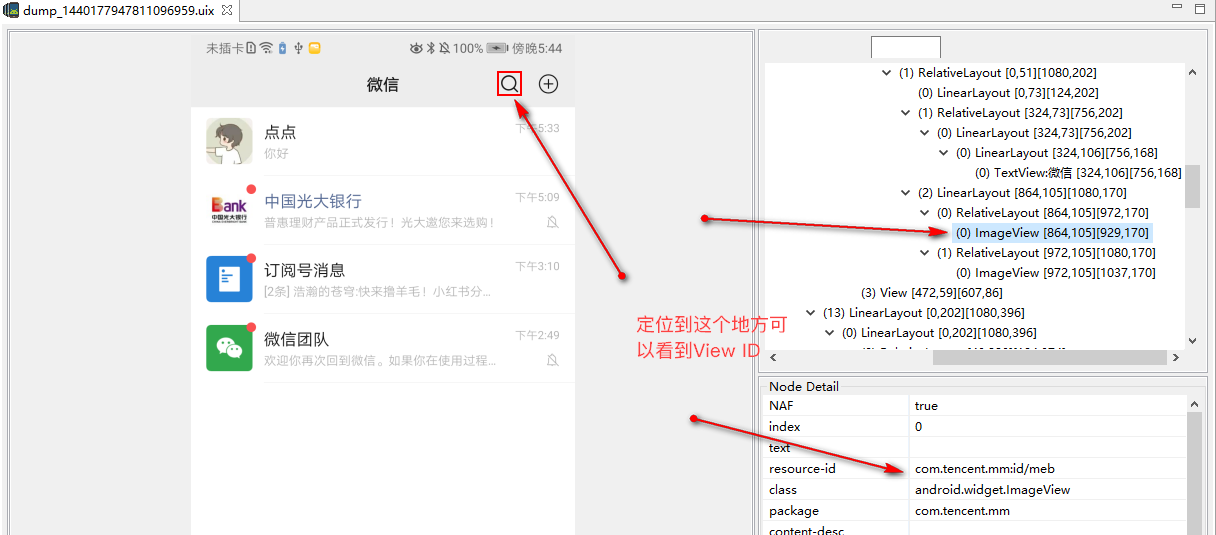 dump_1440177947811096959.uix
未插卡 100% 傍晚5:44
微信
点点 下午5:33
你好
中国光大银行 下午5:09
普惠理财产品正式发行！光大邀您来选购！
Bank
中国光大银行
订阅号消息 下午3:10
[2条] 浩瀚的苍穹:快来撸羊毛！小红书分…
微信团队 下午2:49
欢迎你再次回到微信。如果你在使用过程…
定位到这个地方可
以看到View ID
(1) RelativeLayout [0,51][1080,202]
(0) LinearLayout [0,73][124,202]
(1) RelativeLayout [324,73][756,202]
(0) LinearLayout [324,73][756,202]
(0) LinearLayout [324,106][756,168]
(0) TextView:微信 [324,106][756,168]
(2) LinearLayout [864,105][1080,170]
(0) RelativeLayout [864,105][972,170]
(0) ImageView [864,105][929,170]
(1) RelativeLayout [972,105][1080,170]
(0) ImageView [972,105][1037,170]
(3) View [472,59][607,86]
(13) LinearLayout [0,202][1080,396]
(0) LinearLayout [0,202][1080,396]
Node Detail
NAF true
index 0
text
resource-id com.tencent.mm:id/meb
class android.widget.ImageView
package com.tencent.mm
content-desc